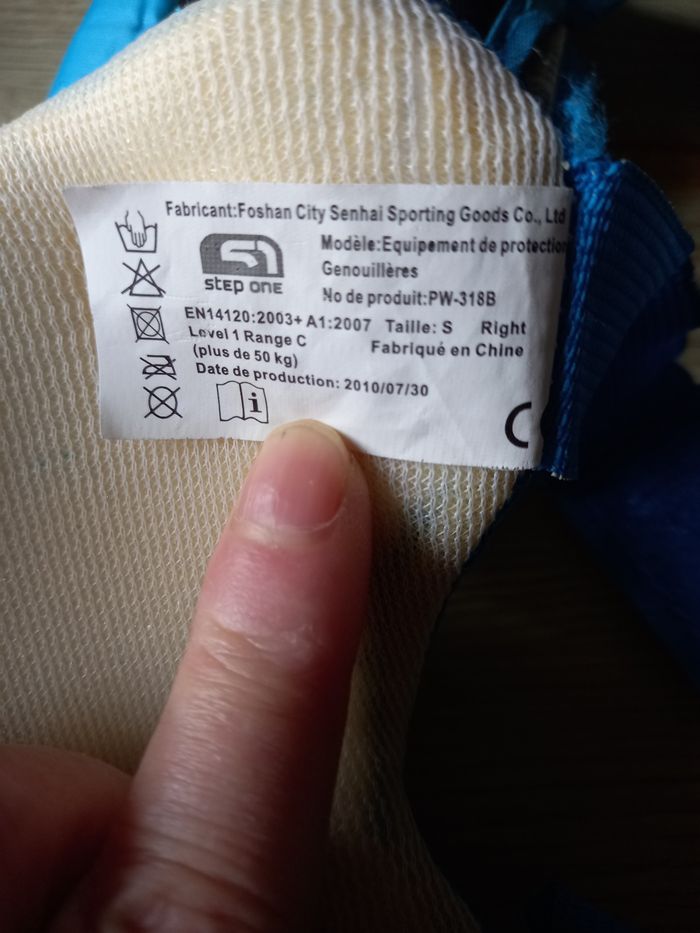 Fabricant:Foshan City Senhai Sporting Goods Co., Ltd
Modèle:Equipement de protection
step one
Genouillères
No de produit:PW-318B
EN14120:2003+ A1:2007 Taille: S Right
Level 1 Range C
Fabriqué en Chine
(plus de 50 kg)
Date de production: 2010/07/30